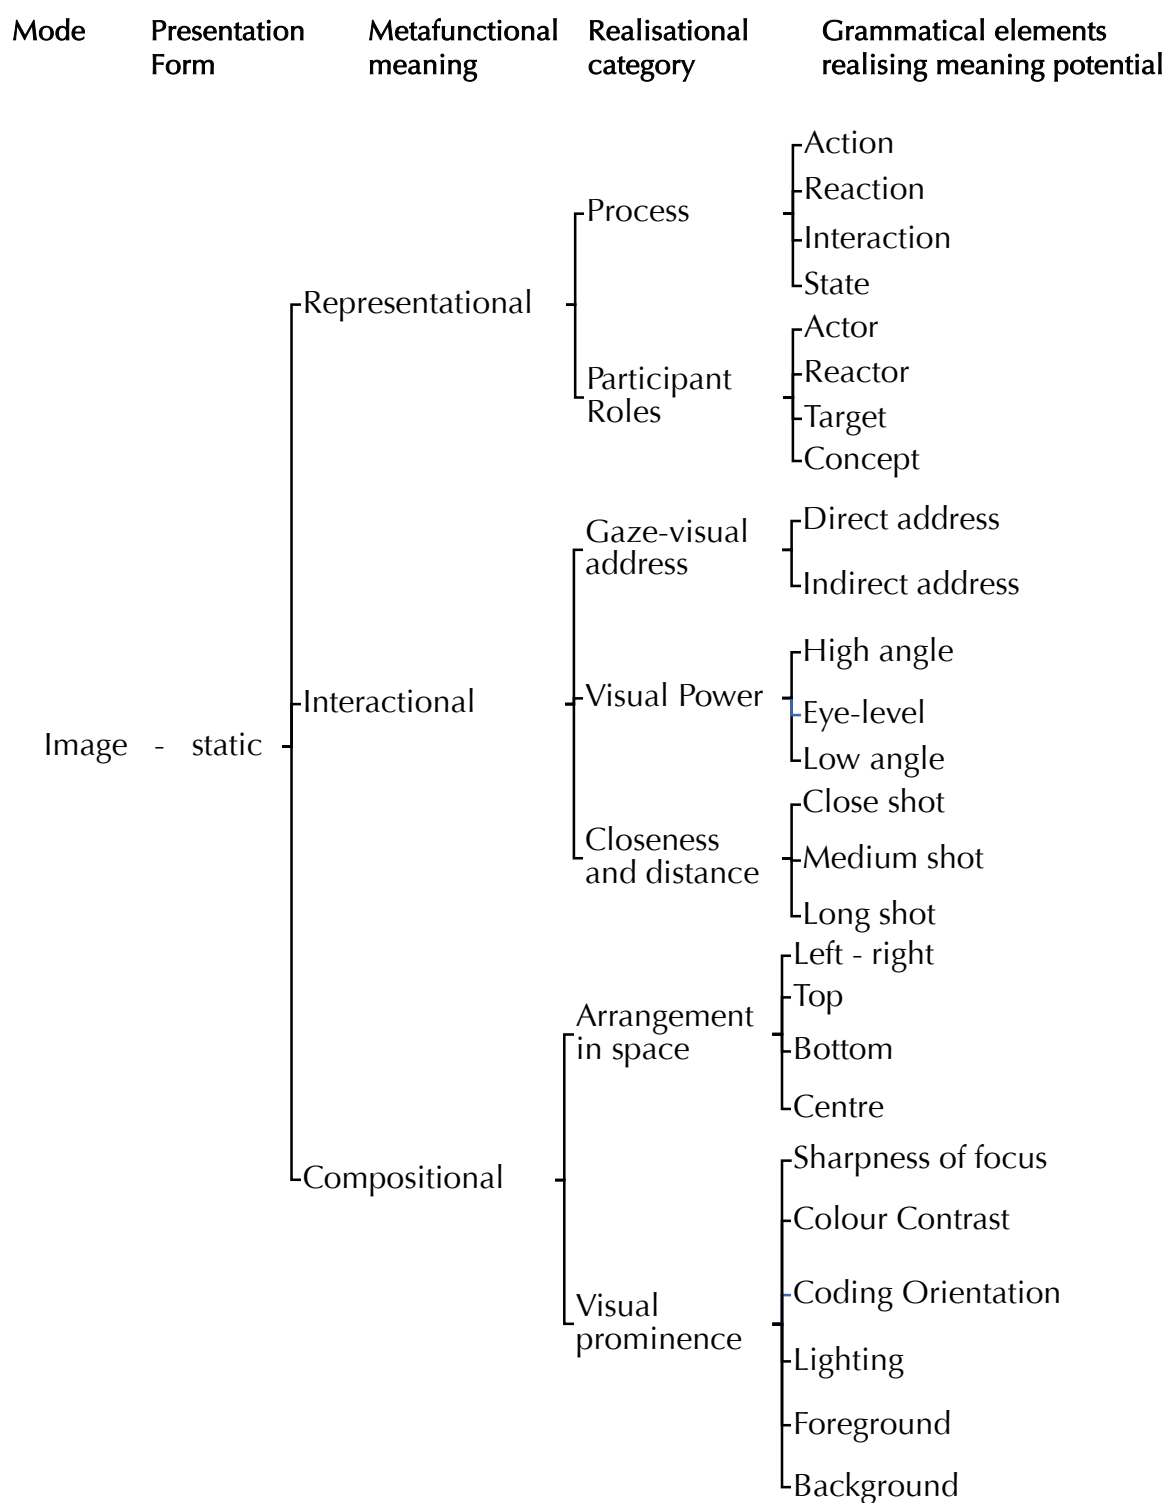 Mode
Presentation
Form
Metafunctional
meaning
Realisational
category
Grammatical elements
realising meaning potential
Image - static
Representational
Process
Action
Reaction
Interaction
State
Participant
Roles
Actor
Reactor
Target
Concept
Interactional
Gaze-visual
address
Direct address
Indirect address
Visual Power
High angle
Eye-level
Low angle
Closeness
and distance
Close shot
Medium shot
Long shot
Compositional
Arrangement
in space
Left - right
Top
Bottom
Centre
Visual
prominence
Sharpness of focus
Colour Contrast
Coding Orientation
Lighting
Foreground
Background